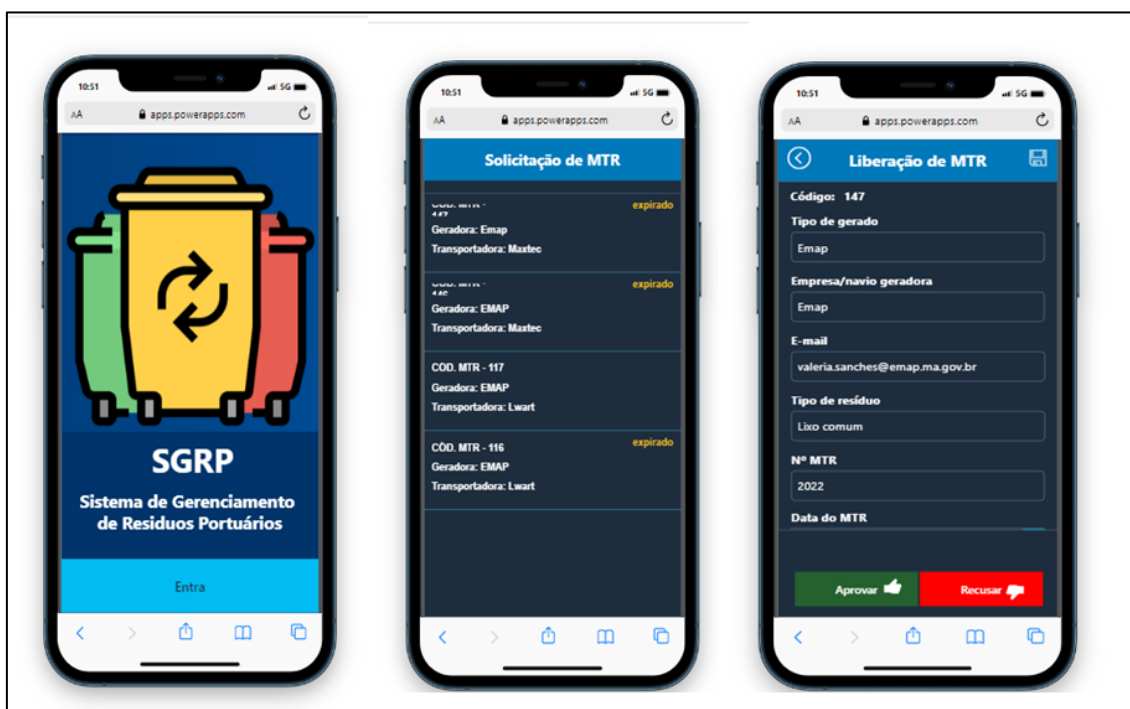 10:51
5G
AA
apps.powerapps.com
SGRP
Sistema de Gerenciamento
de Residuos Portuários
Entra
10:51
5G
AA
apps.powerapps.com
Solicitação de MTR
expirado
Geradora: Emap
Transportadora: Maxtec
expirado
Geradora: EMAP
Transportadora: Maxtec
COD. MTR - 117
Geradora: EMAP
Transportadora: Lwart
CÓD. MTR - 116
expirado
Geradora: EMAP
Transportadora: Lwart
10:51
5G
AA
apps.powerapps.com
Liberação de MTR
Código: 147
Tipo de gerado
Emap
Empresa/navio geradora
Emap
E-mail
valeria.sanches@emap.ma.gov.br
Tipo de resíduo
Lixo comum
Nº MTR
2022
Data do MTR
Aprovar
Recusar